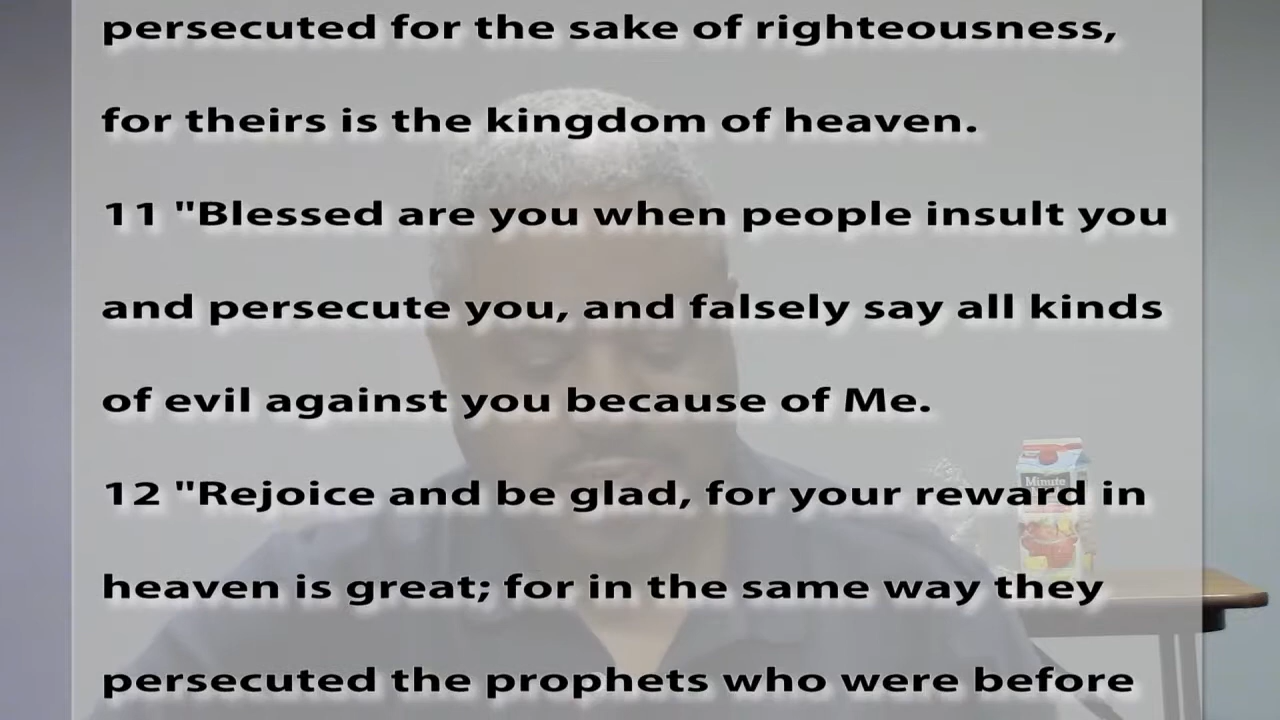 persecuted for the sake of righteousness,
for theirs is the kingdom of heaven.
11 "Blessed are you when people insult you
and persecute you, and falsely say all kinds
of evil against you because of Me.
12 "Rejoice and be glad, for your reward in
heaven is great; for in the same way they
persecuted the prophets who were before
Minute